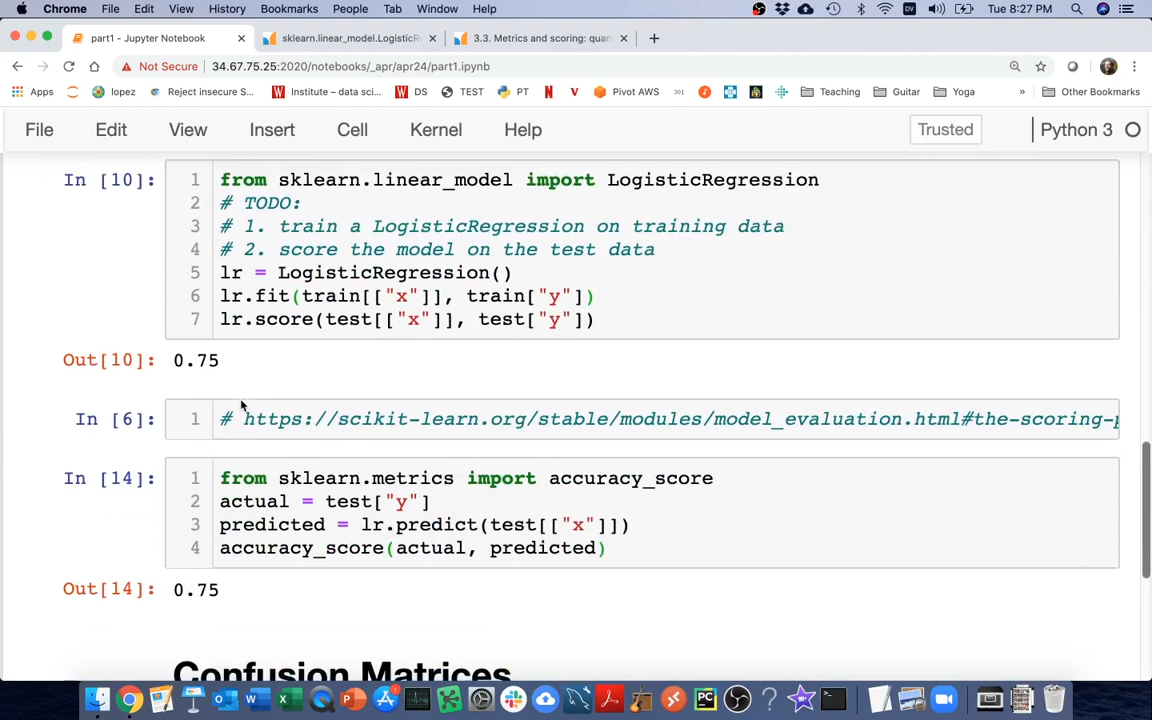 Chrome File Edit View History Bookmarks People Tab Window Help Tue 8:27 PM
part1 - Jupyter Notebook sklearn.linear_model.LogisticRe 3.3. Metrics and scoring: quan
Not Secure 34.67.75.25:2020/notebooks/_apr/apr24/part1.ipynb
Apps lopez Reject insecure S... Institute – data sci... DS TEST PT Pivot AWS 301 Teaching Guitar Yoga » Other Bookmarks
File Edit View Insert Cell Kernel Help Trusted Python 3
In [10]: 1 from sklearn.linear_model import LogisticRegression
2 # TODO:
3 # 1. train a LogisticRegression on training data
4 # 2. score the model on the test data
5 lr = LogisticRegression()
6 lr.fit(train[["x"]], train["y"])
7 lr.score(test[["x"]], test["y"])
Out[10]: 0.75
In [6]: 1 # https://scikit-learn.org/stable/modules/model_evaluation.html#the-scoring-p
In [14]: 1 from sklearn.metrics import accuracy_score
2 actual = test["y"]
3 predicted = lr.predict(test[["x"]])
4 accuracy_score(actual, predicted)
Out[14]: 0.75
Confusion Matrices